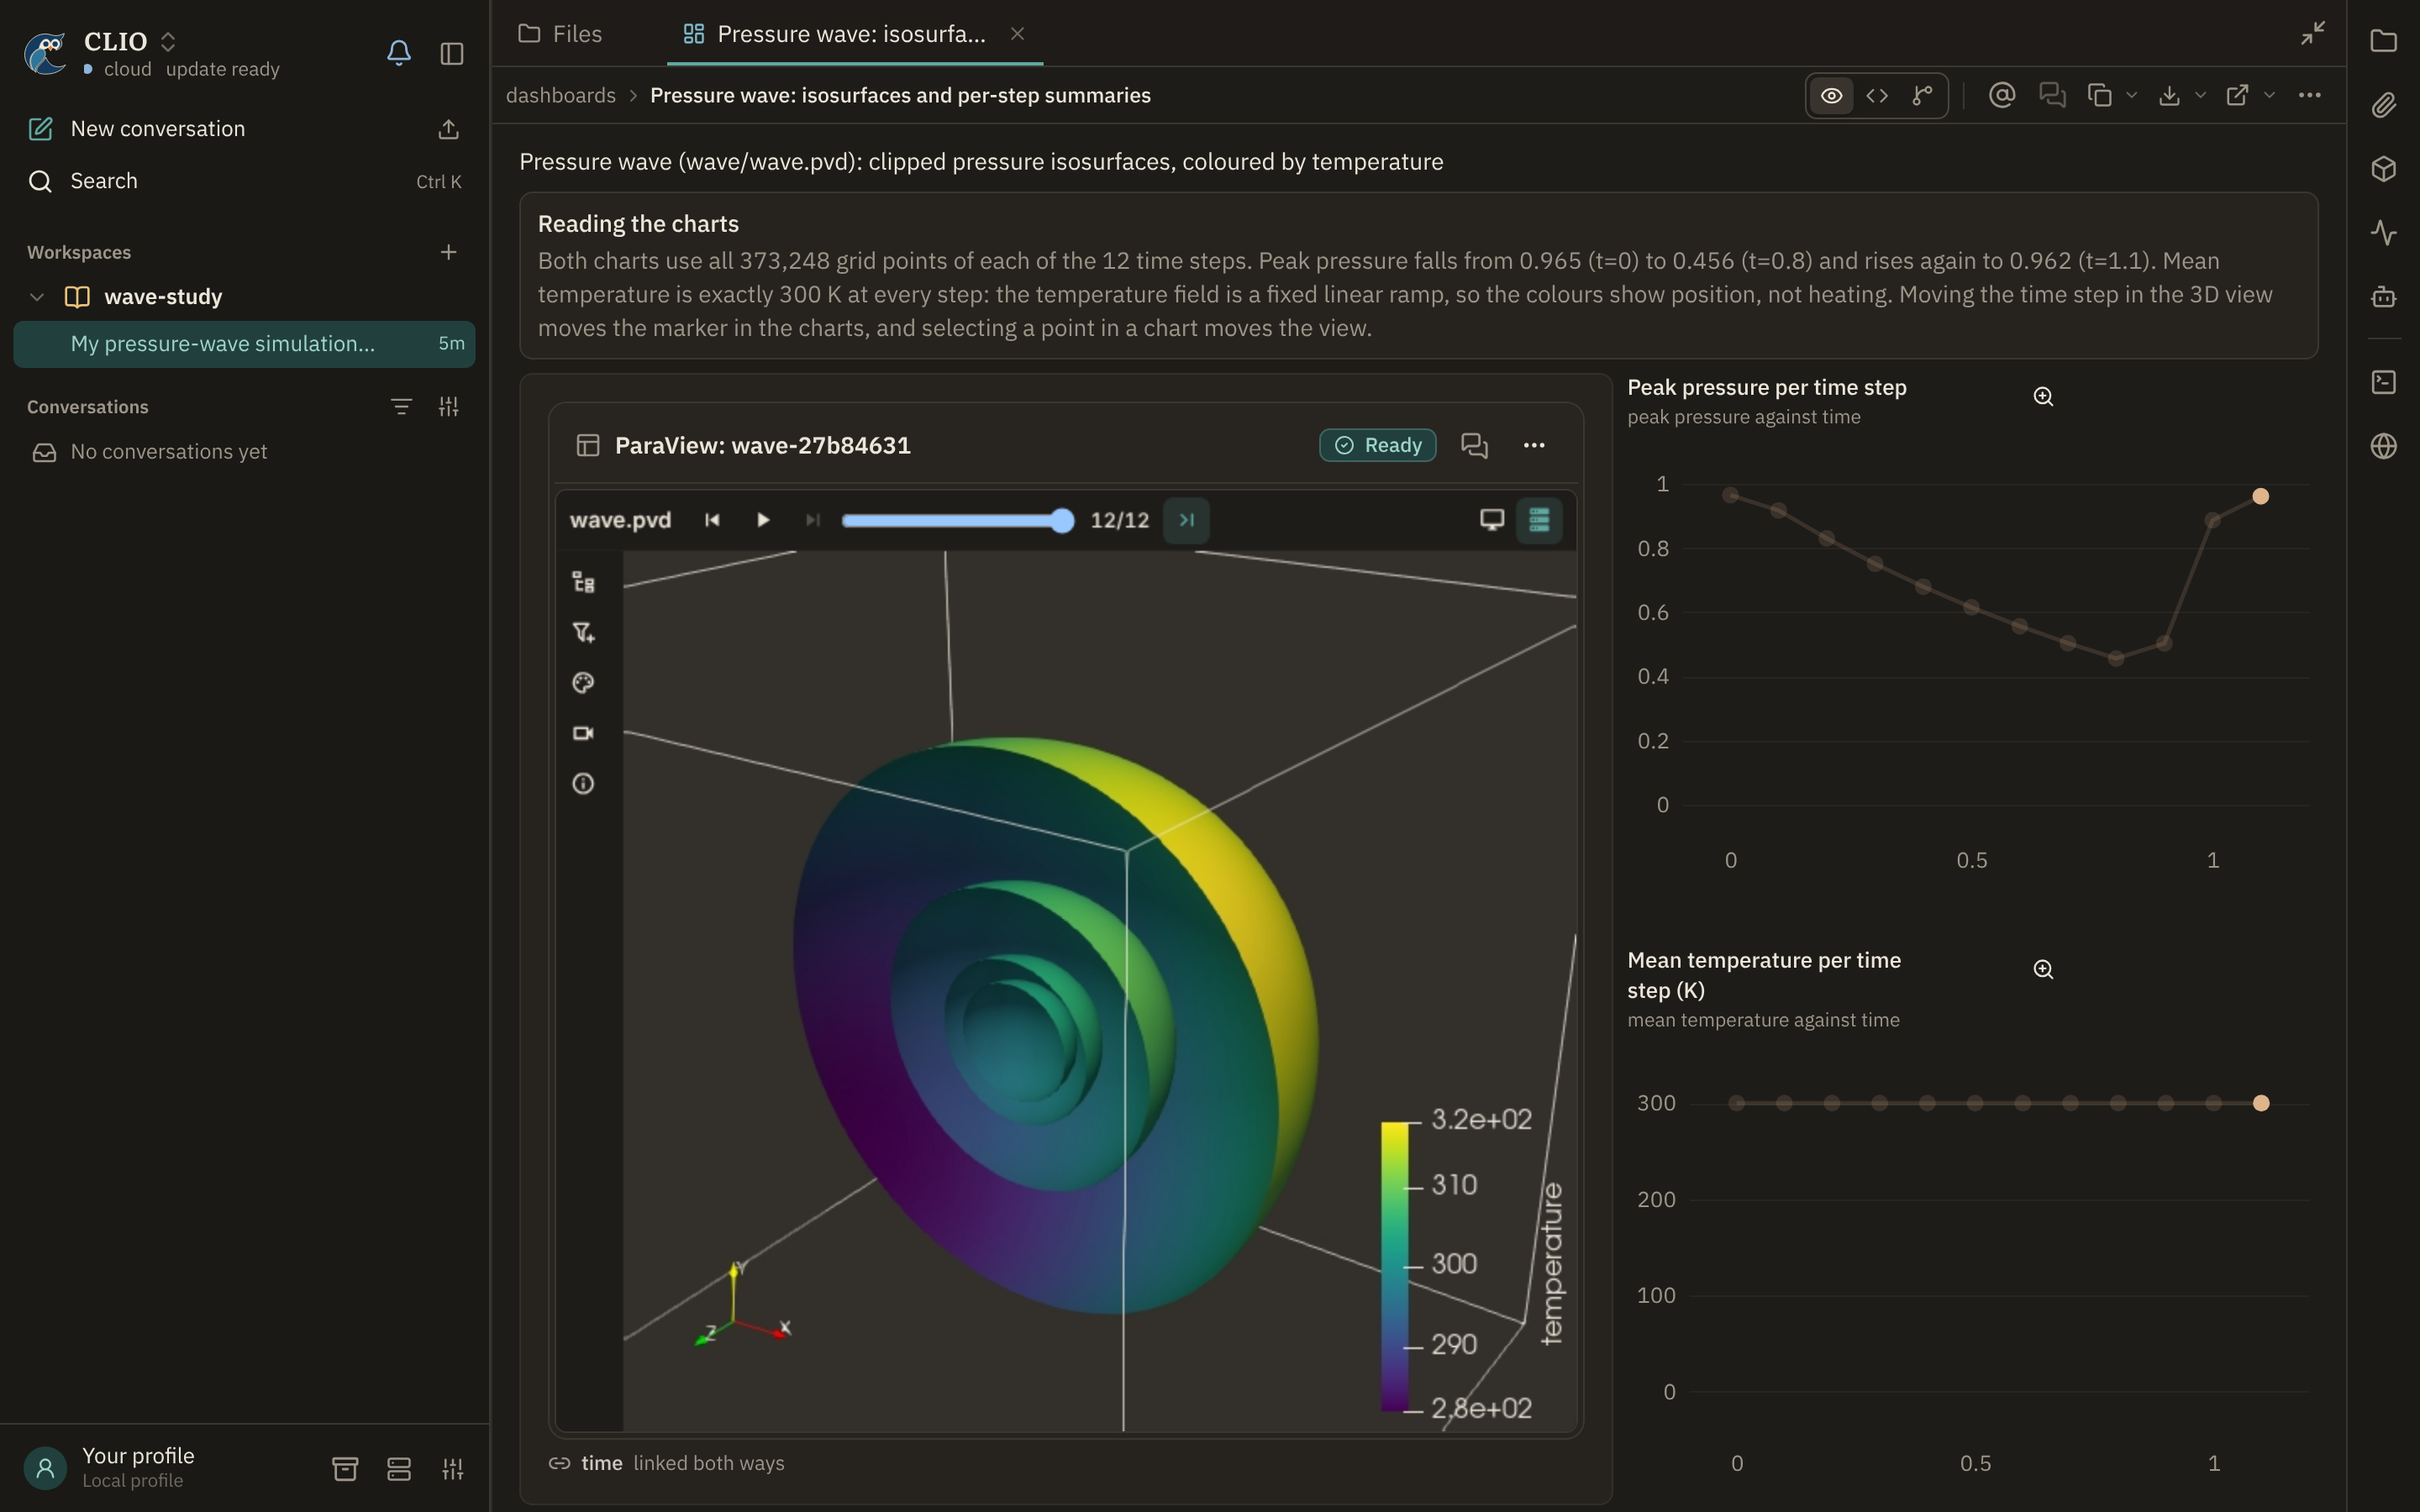 CLIO
cloud update ready
New conversation
Search Ctrl K
Workspaces
wave-study
My pressure-wave simulation... 5m
Conversations
No conversations yet
Your profile
Local profile
Files
Pressure wave: isosurfa...
dashboards > Pressure wave: isosurfaces and per-step summaries
Pressure wave (wave/wave.pvd): clipped pressure isosurfaces, coloured by temperature
Reading the charts
Both charts use all 373,248 grid points of each of the 12 time steps. Peak pressure falls from 0.965 (t=0) to 0.456 (t=0.8) and rises again to 0.962 (t=1.1). Mean
temperature is exactly 300 K at every step: the temperature field is a fixed linear ramp, so the colours show position, not heating. Moving the time step in the 3D view
moves the marker in the charts, and selecting a point in a chart moves the view.
ParaView: wave-27b84631
Ready
wave.pvd
12/12
3.2e+02
310
300
290
2.8e+02
temperature
Y
Z
X
time linked both ways
Peak pressure per time step
peak pressure against time
1
0.8
0.6
0.4
0.2
0
0 0.5 1
Mean temperature per time
step (K)
mean temperature against time
300
200
100
0
0 0.5 1